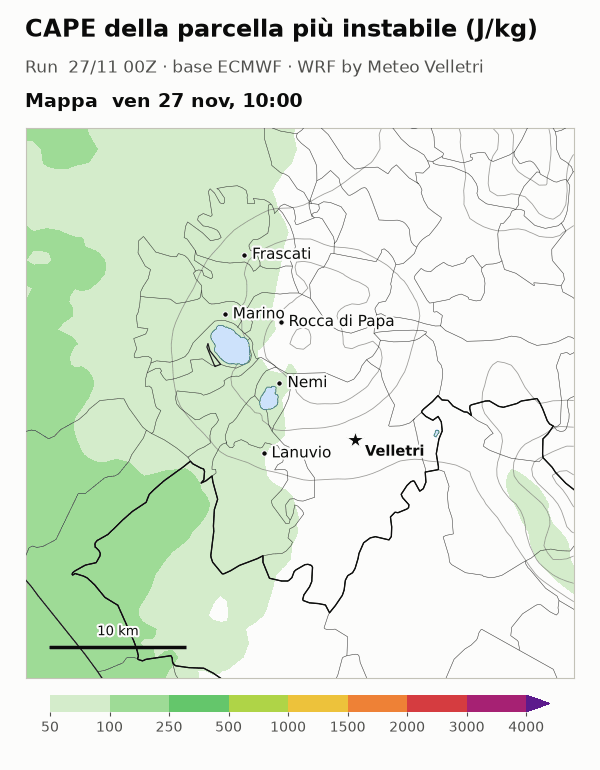 CAPE della parcella più instabile (J/kg)
Run  27/11 00Z · base ECMWF · WRF by Meteo Velletri
Mappa  ven 27 nov, 10:00
Frascati
Marino
Rocca di Papa
Nemi
Velletri
Lanuvio
10 km
50 100 250 500 1000 1500 2000 3000 4000